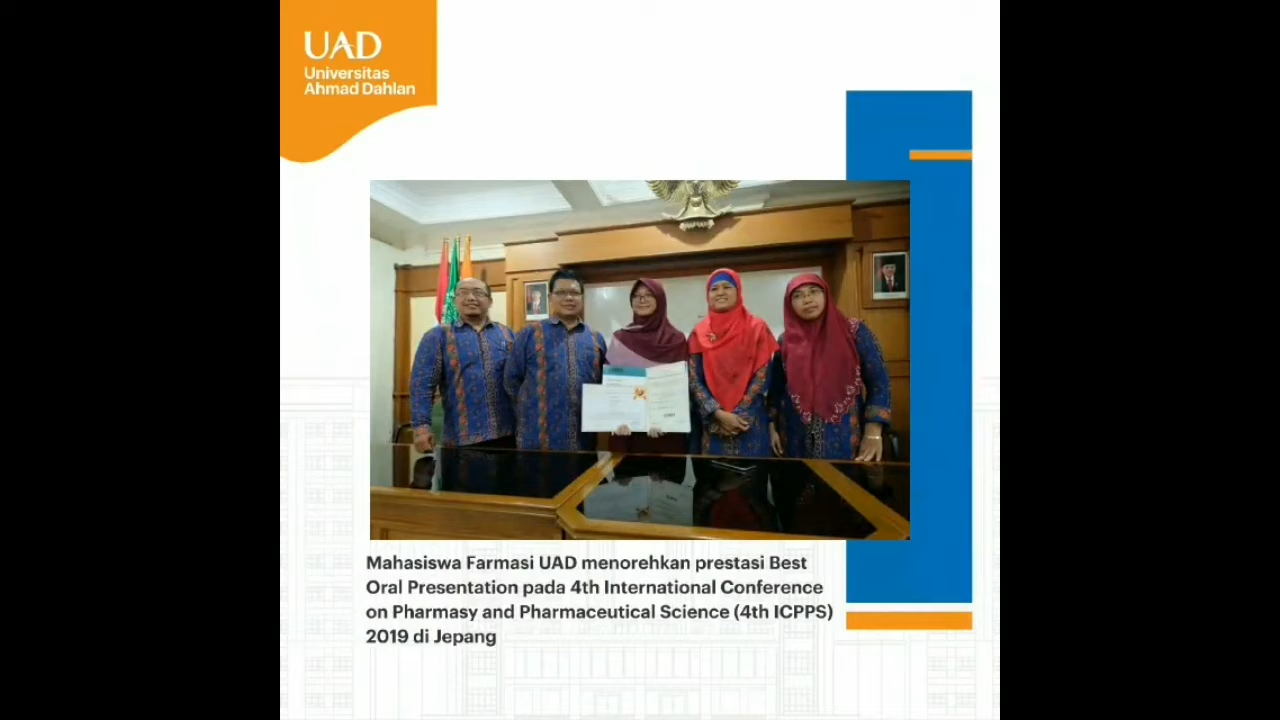 UAD
Universitas
Ahmad Dahlan
Mahasiswa Farmasi UAD menorehkan prestasi Best
Oral Presentation pada 4th International Conference
on Pharmasy and Pharmaceutical Science (4th ICPPS)
2019 di Jepang